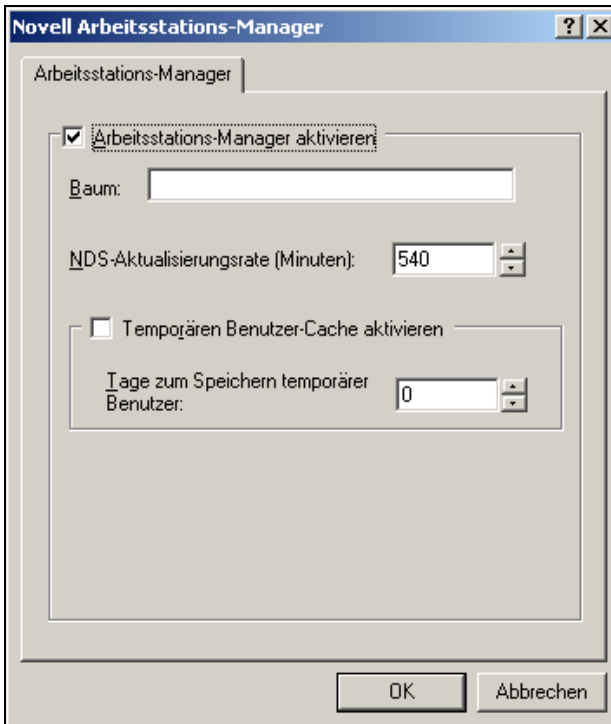 Novell Arbeitsstations-Manager
Arbeitsstations-Manager
Arbeitsstations-Manager aktivieren
Baum:
NDS-Aktualisierungsrate (Minuten): 540
Temporären Benutzer-Cache aktivieren
Tage zum Speichern temporärer
Benutzer: 0
OK Abbrechen